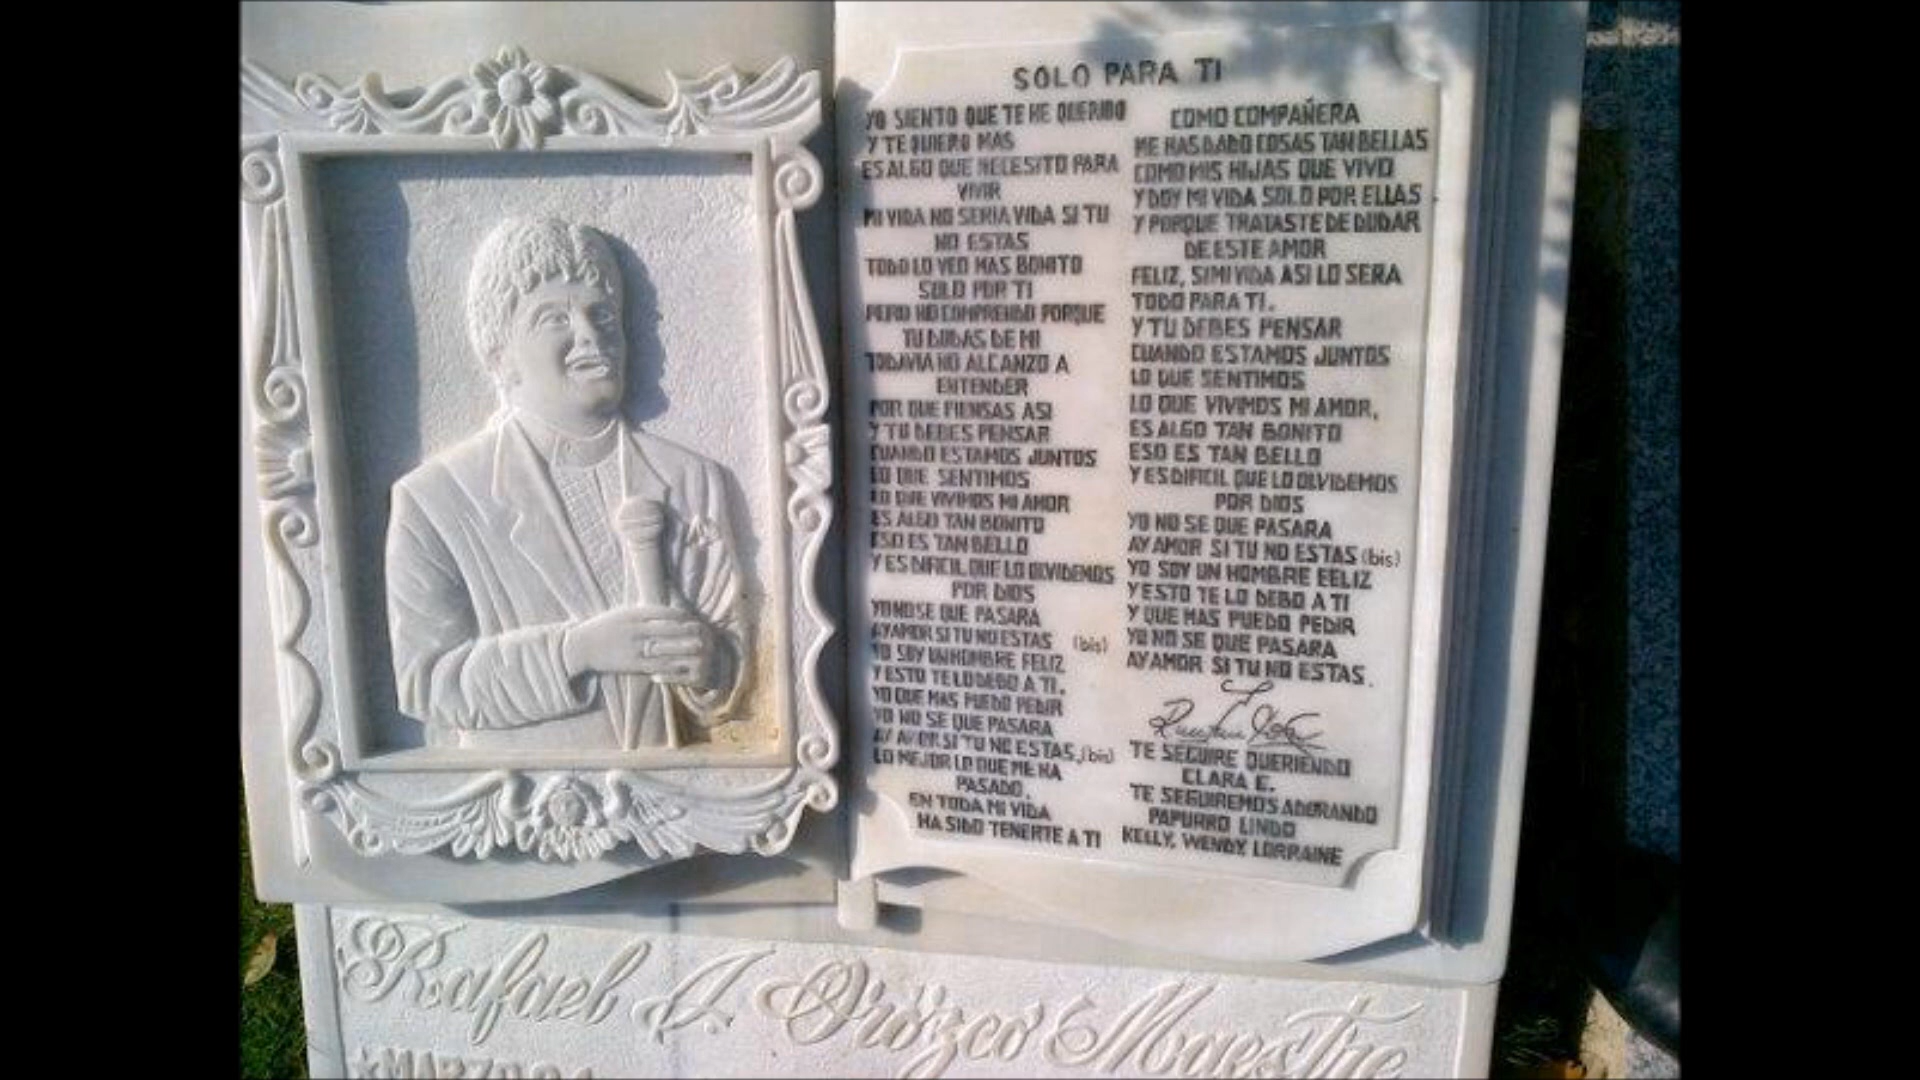 SOLO PARA TI
YO SIENTO QUE TE HE QUERIDO
Y TE QUIERO MAS
ES ALGO QUE NECESITO PARA
VIVIR
MI VIDA NO SERIA VIDA SI TU
NO ESTAS
TODO LO VEO MAS BONITO
SOLO POR TI
PERO NO COMPRENDO PORQUE
TU DUDAS DE MI
TODAVIA NO ALCANZO A
ENTENDER
POR QUE PIENSAS ASI
Y TU DEBES PENSAR
CUANDO ESTAMOS JUNTOS
LO QUE SENTIMOS
LO QUE VIVIMOS MI AMOR
ES ALGO TAN BONITO
ESO ES TAN BELLO
Y ES DIFICIL QUE LO OLVIDEMOS
POR DIOS
YO NO SE QUE PASARA
AY AMOR SI TU NO ESTAS (bis)
YO SOY UN HOMBRE FELIZ
Y ESTO TE LO DEBO A TI.
YO QUE MAS PUEDO PEDIR
YO NO SE QUE PASARA
AY AMOR SI TU NO ESTAS,(bis)
LO MEJOR LO QUE ME HA
PASADO.
EN TODA MI VIDA
HA SIDO TENERTE A TI
COMO COMPAÑERA
ME HAS DADO COSAS TAN BELLAS
COMO MIS HIJAS QUE VIVO
Y DOY MI VIDA SOLO POR ELLAS
Y PORQUE TRATASTE DE DUDAR
DE ESTE AMOR
FELIZ, SI MI VIDA ASI LO SERA
TODO PARA TI.
Y TU DEBES PENSAR
CUANDO ESTAMOS JUNTOS
LO QUE SENTIMOS
LO QUE VIVIMOS MI AMOR,
ES ALGO TAN BONITO
ESO ES TAN BELLO
Y ES DIFICIL QUE LO OLVIDEMOS
POR DIOS
YO NO SE QUE PASARA
AY AMOR SI TU NO ESTAS (bis)
YO SOY UN HOMBRE FELIZ
Y ESTO TE LO DEBO A TI
Y QUE MAS PUEDO PEDIR
YO NO SE QUE PASARA
AY AMOR SI TU NO ESTAS.
TE SEGUIRE QUERIENDO
CLARA E.
TE SEGUIREMOS ADORANDO
PAPURRO LINDO
KELLY, WENDY, LORRAINE
Rafael J. Orozco Maestre
MARZO